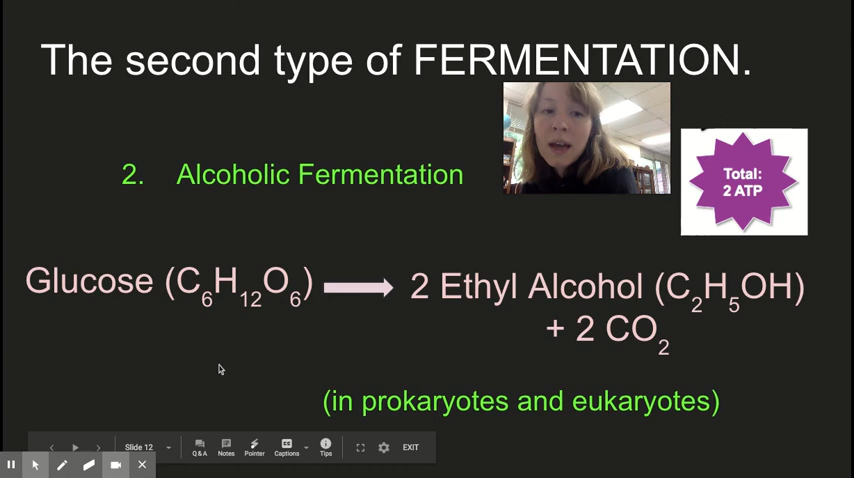 The second type of FERMENTATION.
Total:
2 ATP
2. Alcoholic Fermentation
Glucose (C₆H₁₂O₆) → 2 Ethyl Alcohol (C₂H₅OH)
+ 2 CO₂
(in prokaryotes and eukaryotes)
Slide 12
Q&A Notes Pointer Captions Tips EXIT